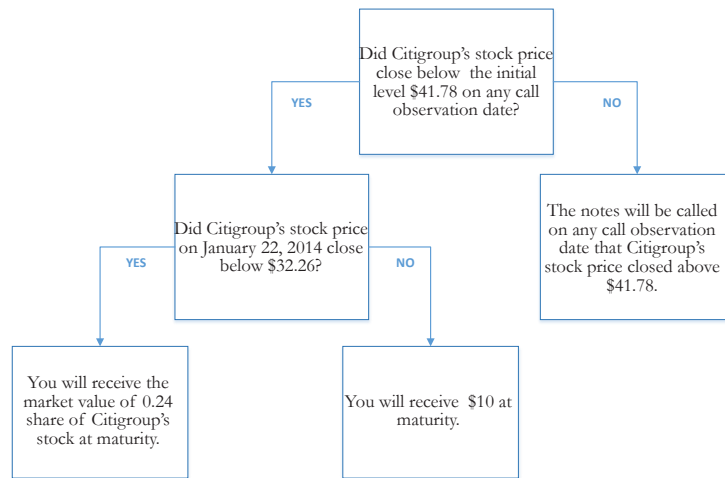 Did Citigroup's stock price
close below the initial
level $41.78 on any call
observation date?
YES
NO
Did Citigroup's stock price
on January 22, 2014 close
below $32.26?
The notes will be called
on any call observation
date that Citigroup's
stock price closed above
$41.78.
YES
NO
You will receive the
market value of 0.24
share of Citigroup's
stock at maturity.
You will receive $10 at
maturity.